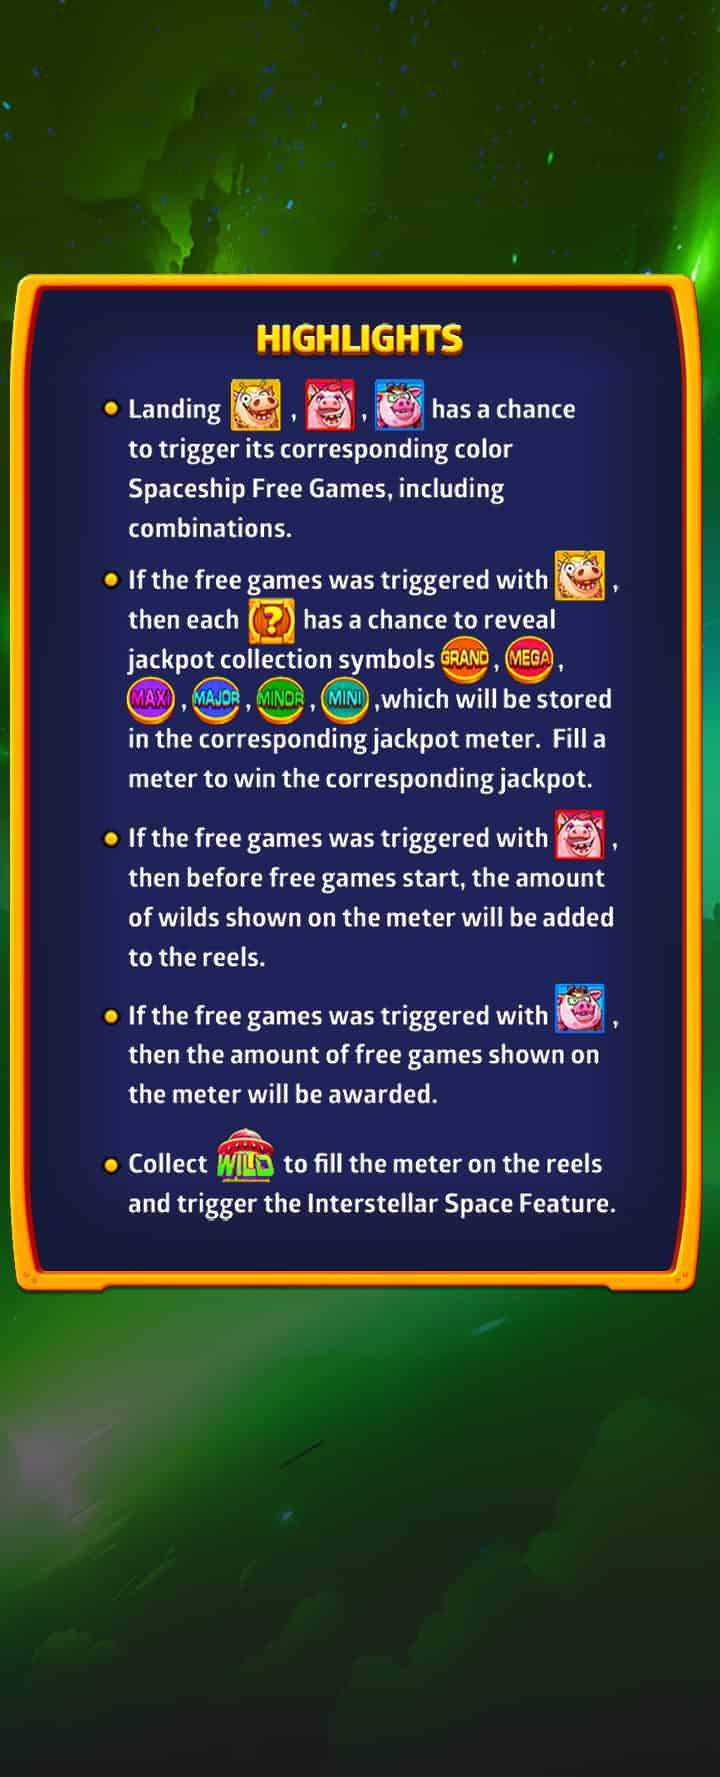 HIGHLIGHTS
Landing , , has a chance
to trigger its corresponding color
Spaceship Free Games, including
combinations.
If the free games was triggered with ,
then each ? has a chance to reveal
jackpot collection symbols GRAND , MEGA ,
MAXI , MAJOR , MINOR , MINI ,which will be stored
in the corresponding jackpot meter. Fill a
meter to win the corresponding jackpot.
If the free games was triggered with ,
then before free games start, the amount
of wilds shown on the meter will be added
to the reels.
If the free games was triggered with ,
then the amount of free games shown on
the meter will be awarded.
Collect WILD to fill the meter on the reels
and trigger the Interstellar Space Feature.